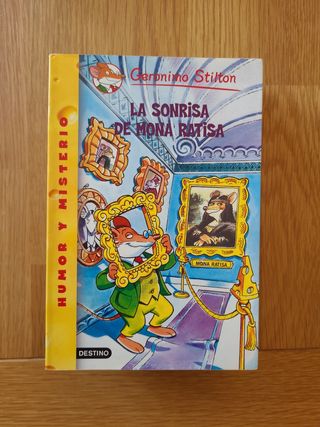 Geronimo Stilton
LA SONRISA
DE MONA RATISA
HUMOR Y MISTERIO
MONA RATISA
DESTINO